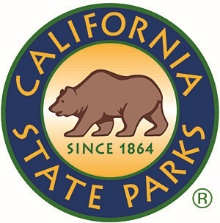 CALIFORNIA
SINCE 1864
STATE PARKS
®